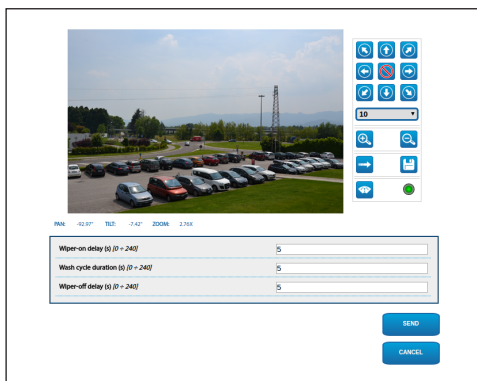 10
PAN: -92.97° TILT: -7.42° ZOOM: 2.76X
Wiper-on delay (s) [0 ÷ 240] 5
Wash cycle duration (s) [0 ÷ 240] 5
Wiper-off delay (s) [0 ÷ 240] 5
SEND
CANCEL